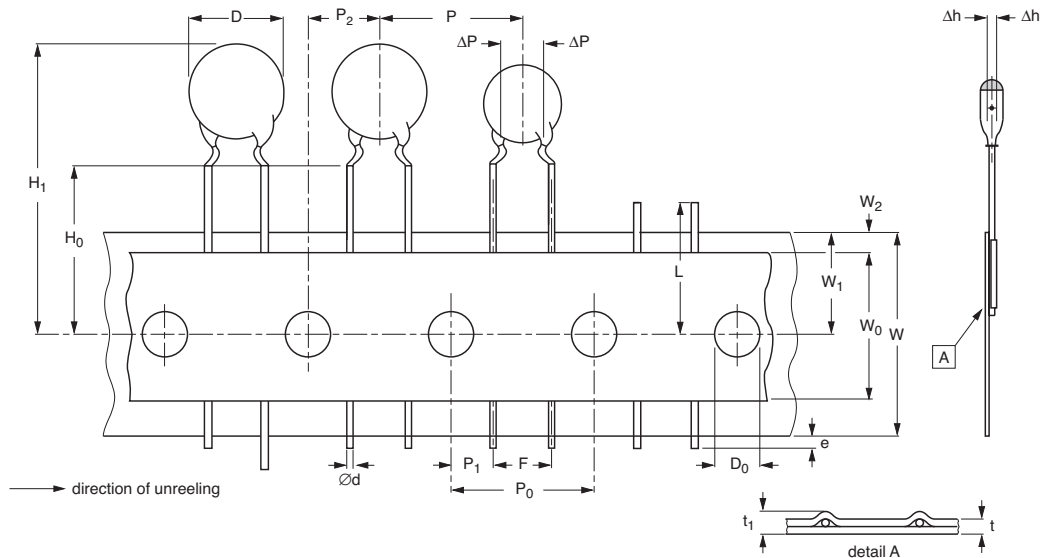 D
P2
P
Δh
Δh
ΔP
ΔP
H1
H0
W2
L
W1
W0
W
A
e
Ød
P1
F
D0
P0
direction of unreeling
t1
t
detail A